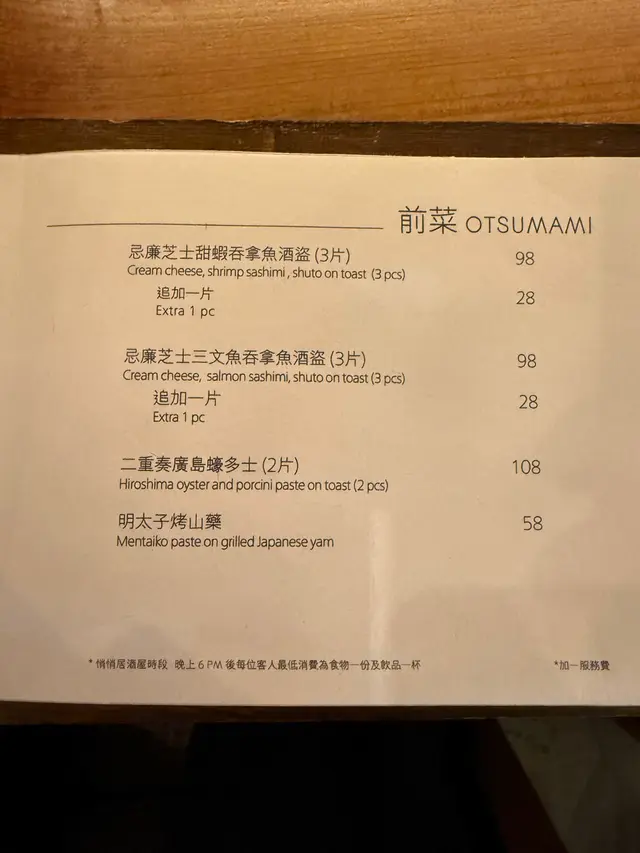 前菜 OTSUMAMI
忌廉芝士甜蝦吞拿魚酒盜 (3片) 98
Cream cheese, shrimp sashimi , shuto on toast (3 pcs)
追加一片 28
Extra 1 pc
忌廉芝士三文魚吞拿魚酒盜 (3片) 98
Cream cheese, salmon sashimi, shuto on toast (3 pcs)
追加一片 28
Extra 1 pc
二重奏廣島蠔多士 (2片) 108
Hiroshima oyster and porcini paste on toast (2 pcs)
明太子烤山藥 58
Mentaiko paste on grilled Japanese yam
* 悄悄居酒屋時段 晚上 6 PM 後每位客人最低消費為食物一份及飲品一杯 *加一服務費